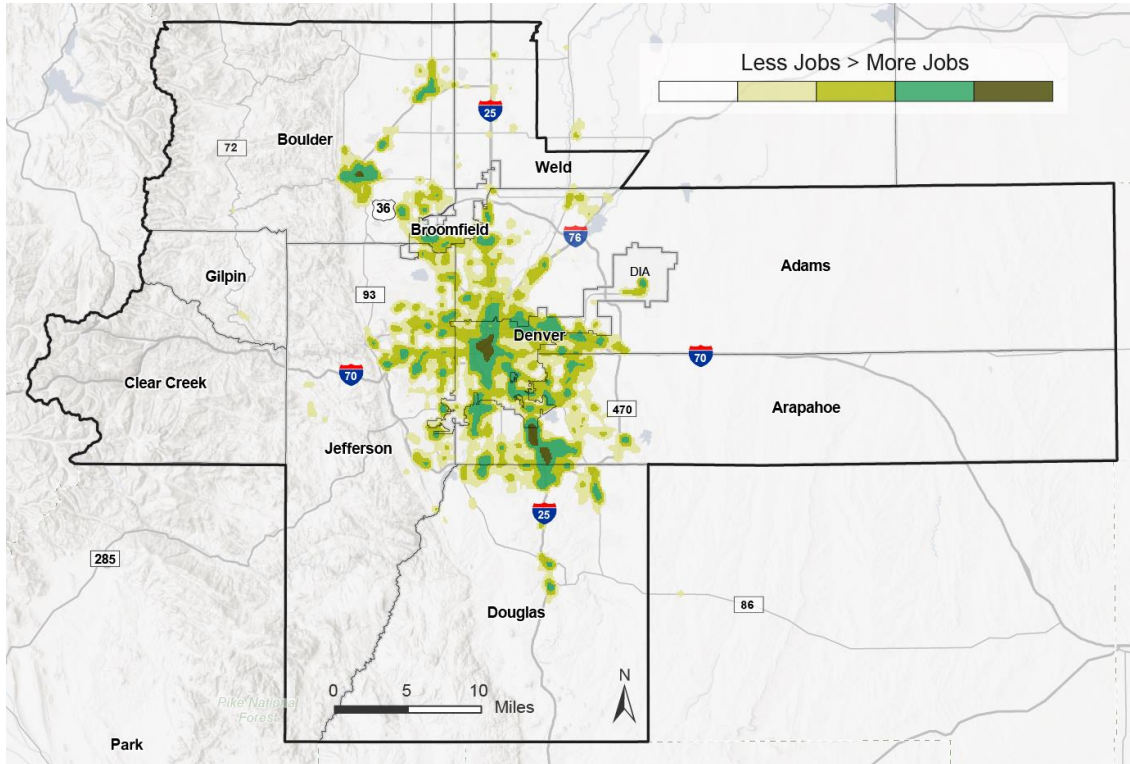 Less Jobs > More Jobs
25
Boulder
72
Weld
36
Broomfield
76
DIA
Adams
Gilpin
93
Denver
70
70
Clear Creek
470
Arapahoe
Jefferson
25
285
86
Douglas
N
0 5 10
Miles
Pike National
Forest
Park